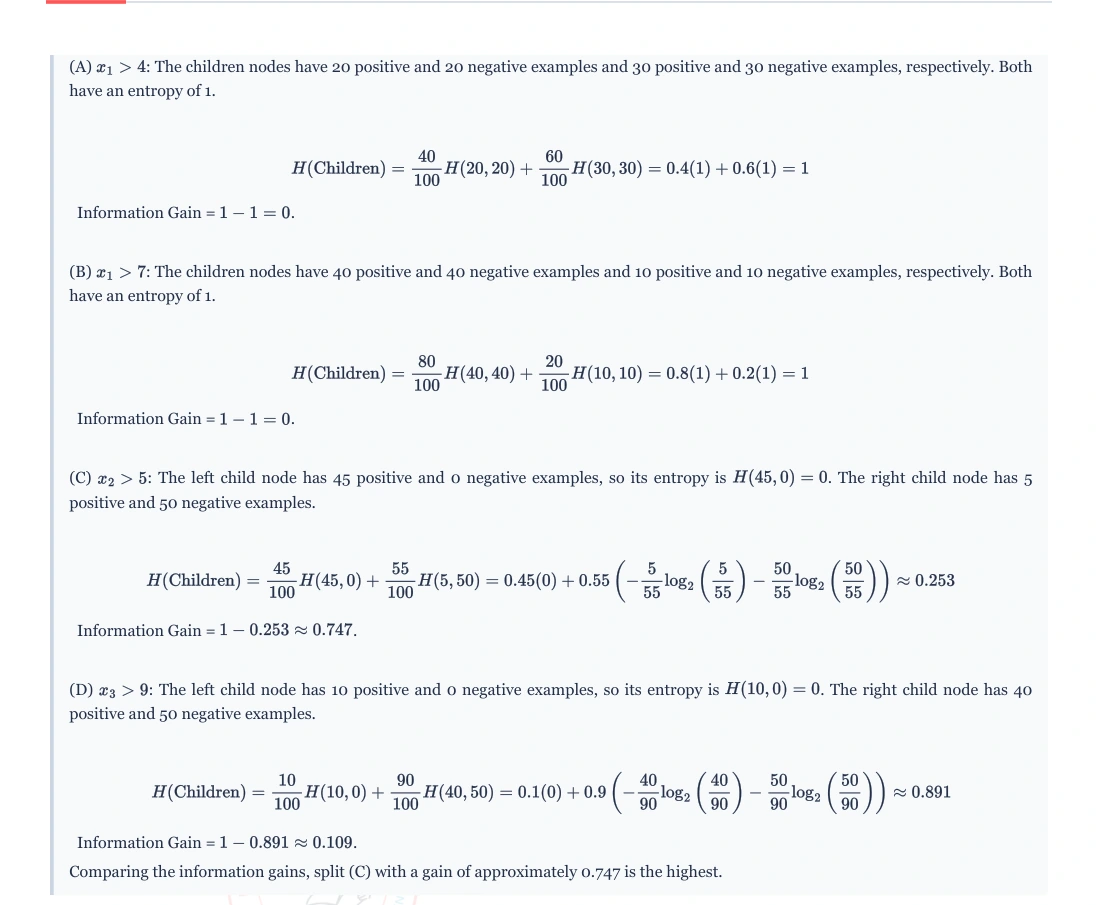 (A) x₁ > 4: The children nodes have 20 positive and 20 negative examples and 30 positive and 30 negative examples, respectively. Both
have an entropy of 1.
H(Children) = 40/100 H(20, 20) + 60/100 H(30, 30) = 0.4(1) + 0.6(1) = 1
Information Gain = 1 − 1 = 0.
(B) x₁ > 7: The children nodes have 40 positive and 40 negative examples and 10 positive and 10 negative examples, respectively. Both
have an entropy of 1.
H(Children) = 80/100 H(40, 40) + 20/100 H(10, 10) = 0.8(1) + 0.2(1) = 1
Information Gain = 1 − 1 = 0.
(C) x₂ > 5: The left child node has 45 positive and 0 negative examples, so its entropy is H(45, 0) = 0. The right child node has 5
positive and 50 negative examples.
H(Children) = 45/100 H(45, 0) + 55/100 H(5, 50) = 0.45(0) + 0.55 (−5/55 log₂ (5/55) − 50/55 log₂ (50/55)) ≈ 0.253
Information Gain = 1 − 0.253 ≈ 0.747.
(D) x₃ > 9: The left child node has 10 positive and 0 negative examples, so its entropy is H(10, 0) = 0. The right child node has 40
positive and 50 negative examples.
H(Children) = 10/100 H(10, 0) + 90/100 H(40, 50) = 0.1(0) + 0.9 (−40/90 log₂ (40/90) − 50/90 log₂ (50/90)) ≈ 0.891
Information Gain = 1 − 0.891 ≈ 0.109.
Comparing the information gains, split (C) with a gain of approximately 0.747 is the highest.